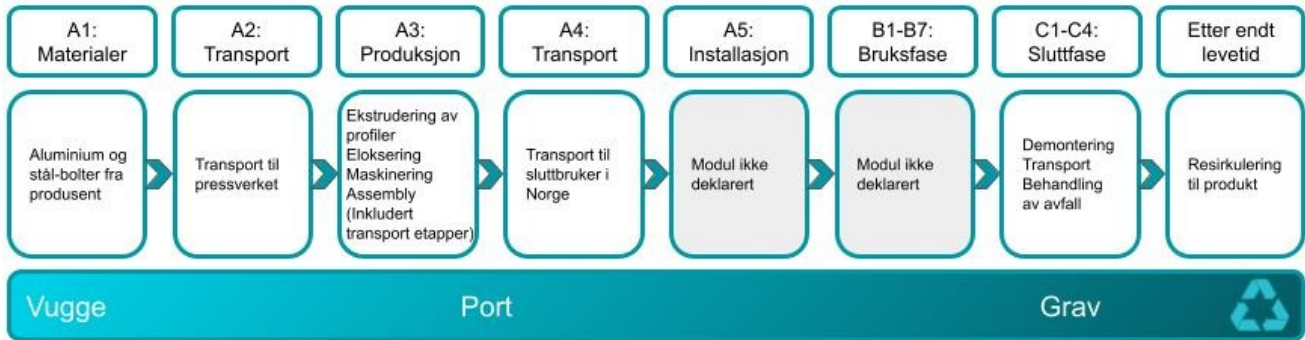 A1:
Materialer
A2:
Transport
A3:
Produksjon
A4:
Transport
A5:
Installasjon
B1-B7:
Bruksfase
C1-C4:
Sluttfase
Etter endt
levetid
Aluminium og
stål-bolter fra
produsent
Transport til
pressverket
Ekstrudering av
profiler
Eloksering
Maskinering
Assembly
(Inkludert
transport etapper)
Transport til
sluttbruker i
Norge
Modul ikke
deklarert
Modul ikke
deklarert
Demontering
Transport
Behandling
av avfall
Resirkulering
til produkt
Vugge
Port
Grav